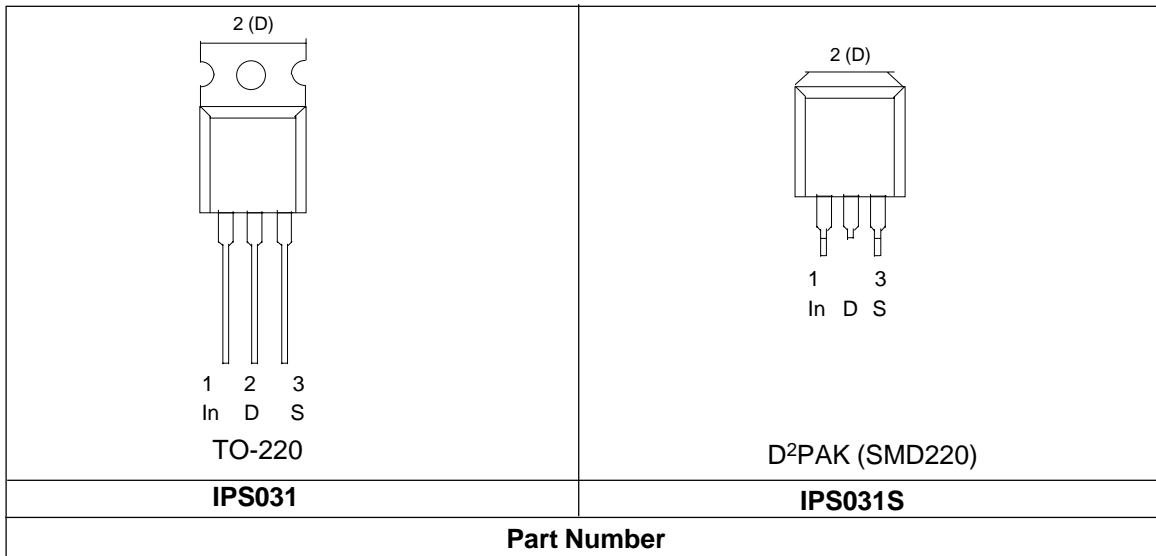 2 (D)
1 2 3
In D S
TO-220
IPS031
2 (D)
1 3
In D S
D²PAK (SMD220)
IPS031S
Part Number